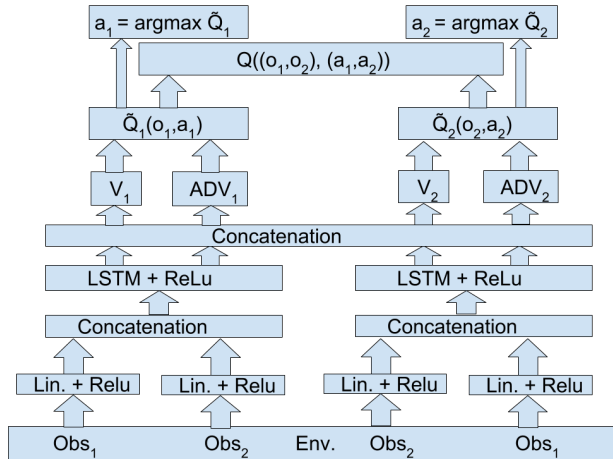 a₁ = argmax Q̃₁ a₂ = argmax Q̃₂
Q((o₁,o₂), (a₁,a₂))
Q̃₁(o₁,a₁) Q̃₂(o₂,a₂)
V₁ ADV₁ V₂ ADV₂
Concatenation
LSTM + ReLu LSTM + ReLu
Concatenation Concatenation
Lin. + Relu Lin. + Relu Lin. + Relu Lin. + Relu
Obs₁ Obs₂ Env. Obs₂ Obs₁